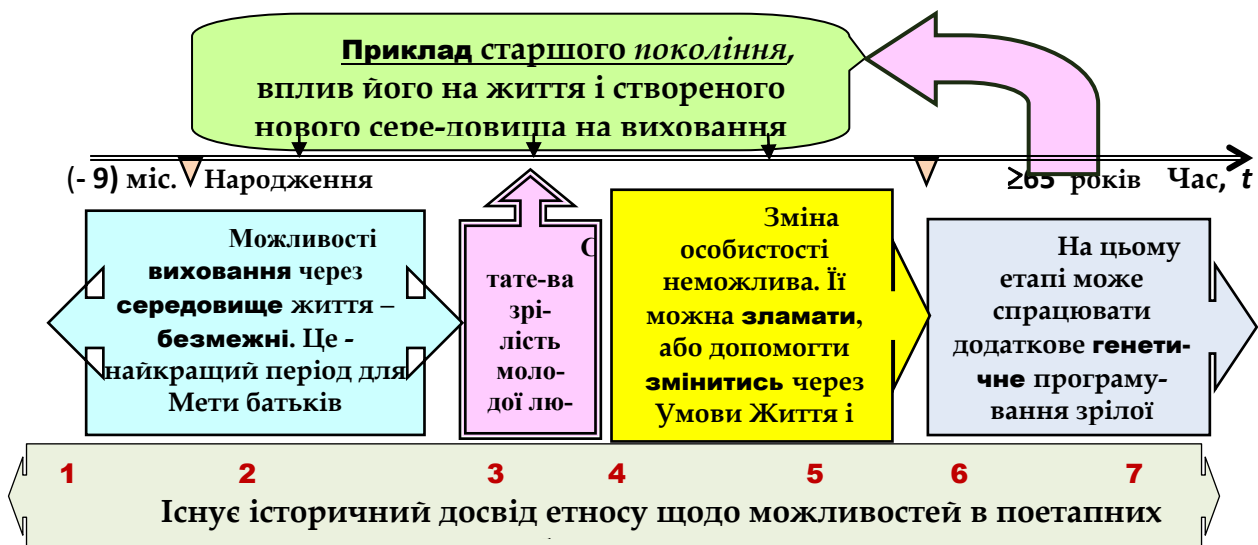 Приклад старшого покоління,
вплив його на життя і створеного
нового сере-довища на виховання
(- 9) міс. Народження ≥65 років Час, t
Можливості
виховання через
середовище життя –
безмежні. Це -
найкращий період для
Мети батьків
С
тате-ва
зрі-
лість
моло-
дої лю-
Зміна
особистості
неможлива. Її
можна зламати,
або допомогти
змінитись через
Умови Життя і
На цьому
етапі може
спрацювати
додаткове генети-
чне програму-
вання зрілої
1 2 3 4 5 6 7
Існує історичний досвід етносу щодо можливостей в поетапних